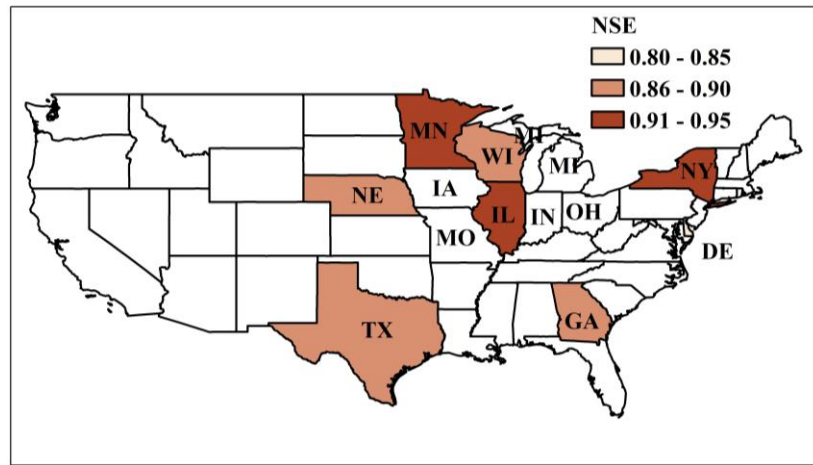 NSE
0.80 - 0.85
0.86 - 0.90
0.91 - 0.95
MN
MI
WI
MI
NY
NE
IA
IL
IN
OH
MO
DE
TX
GA